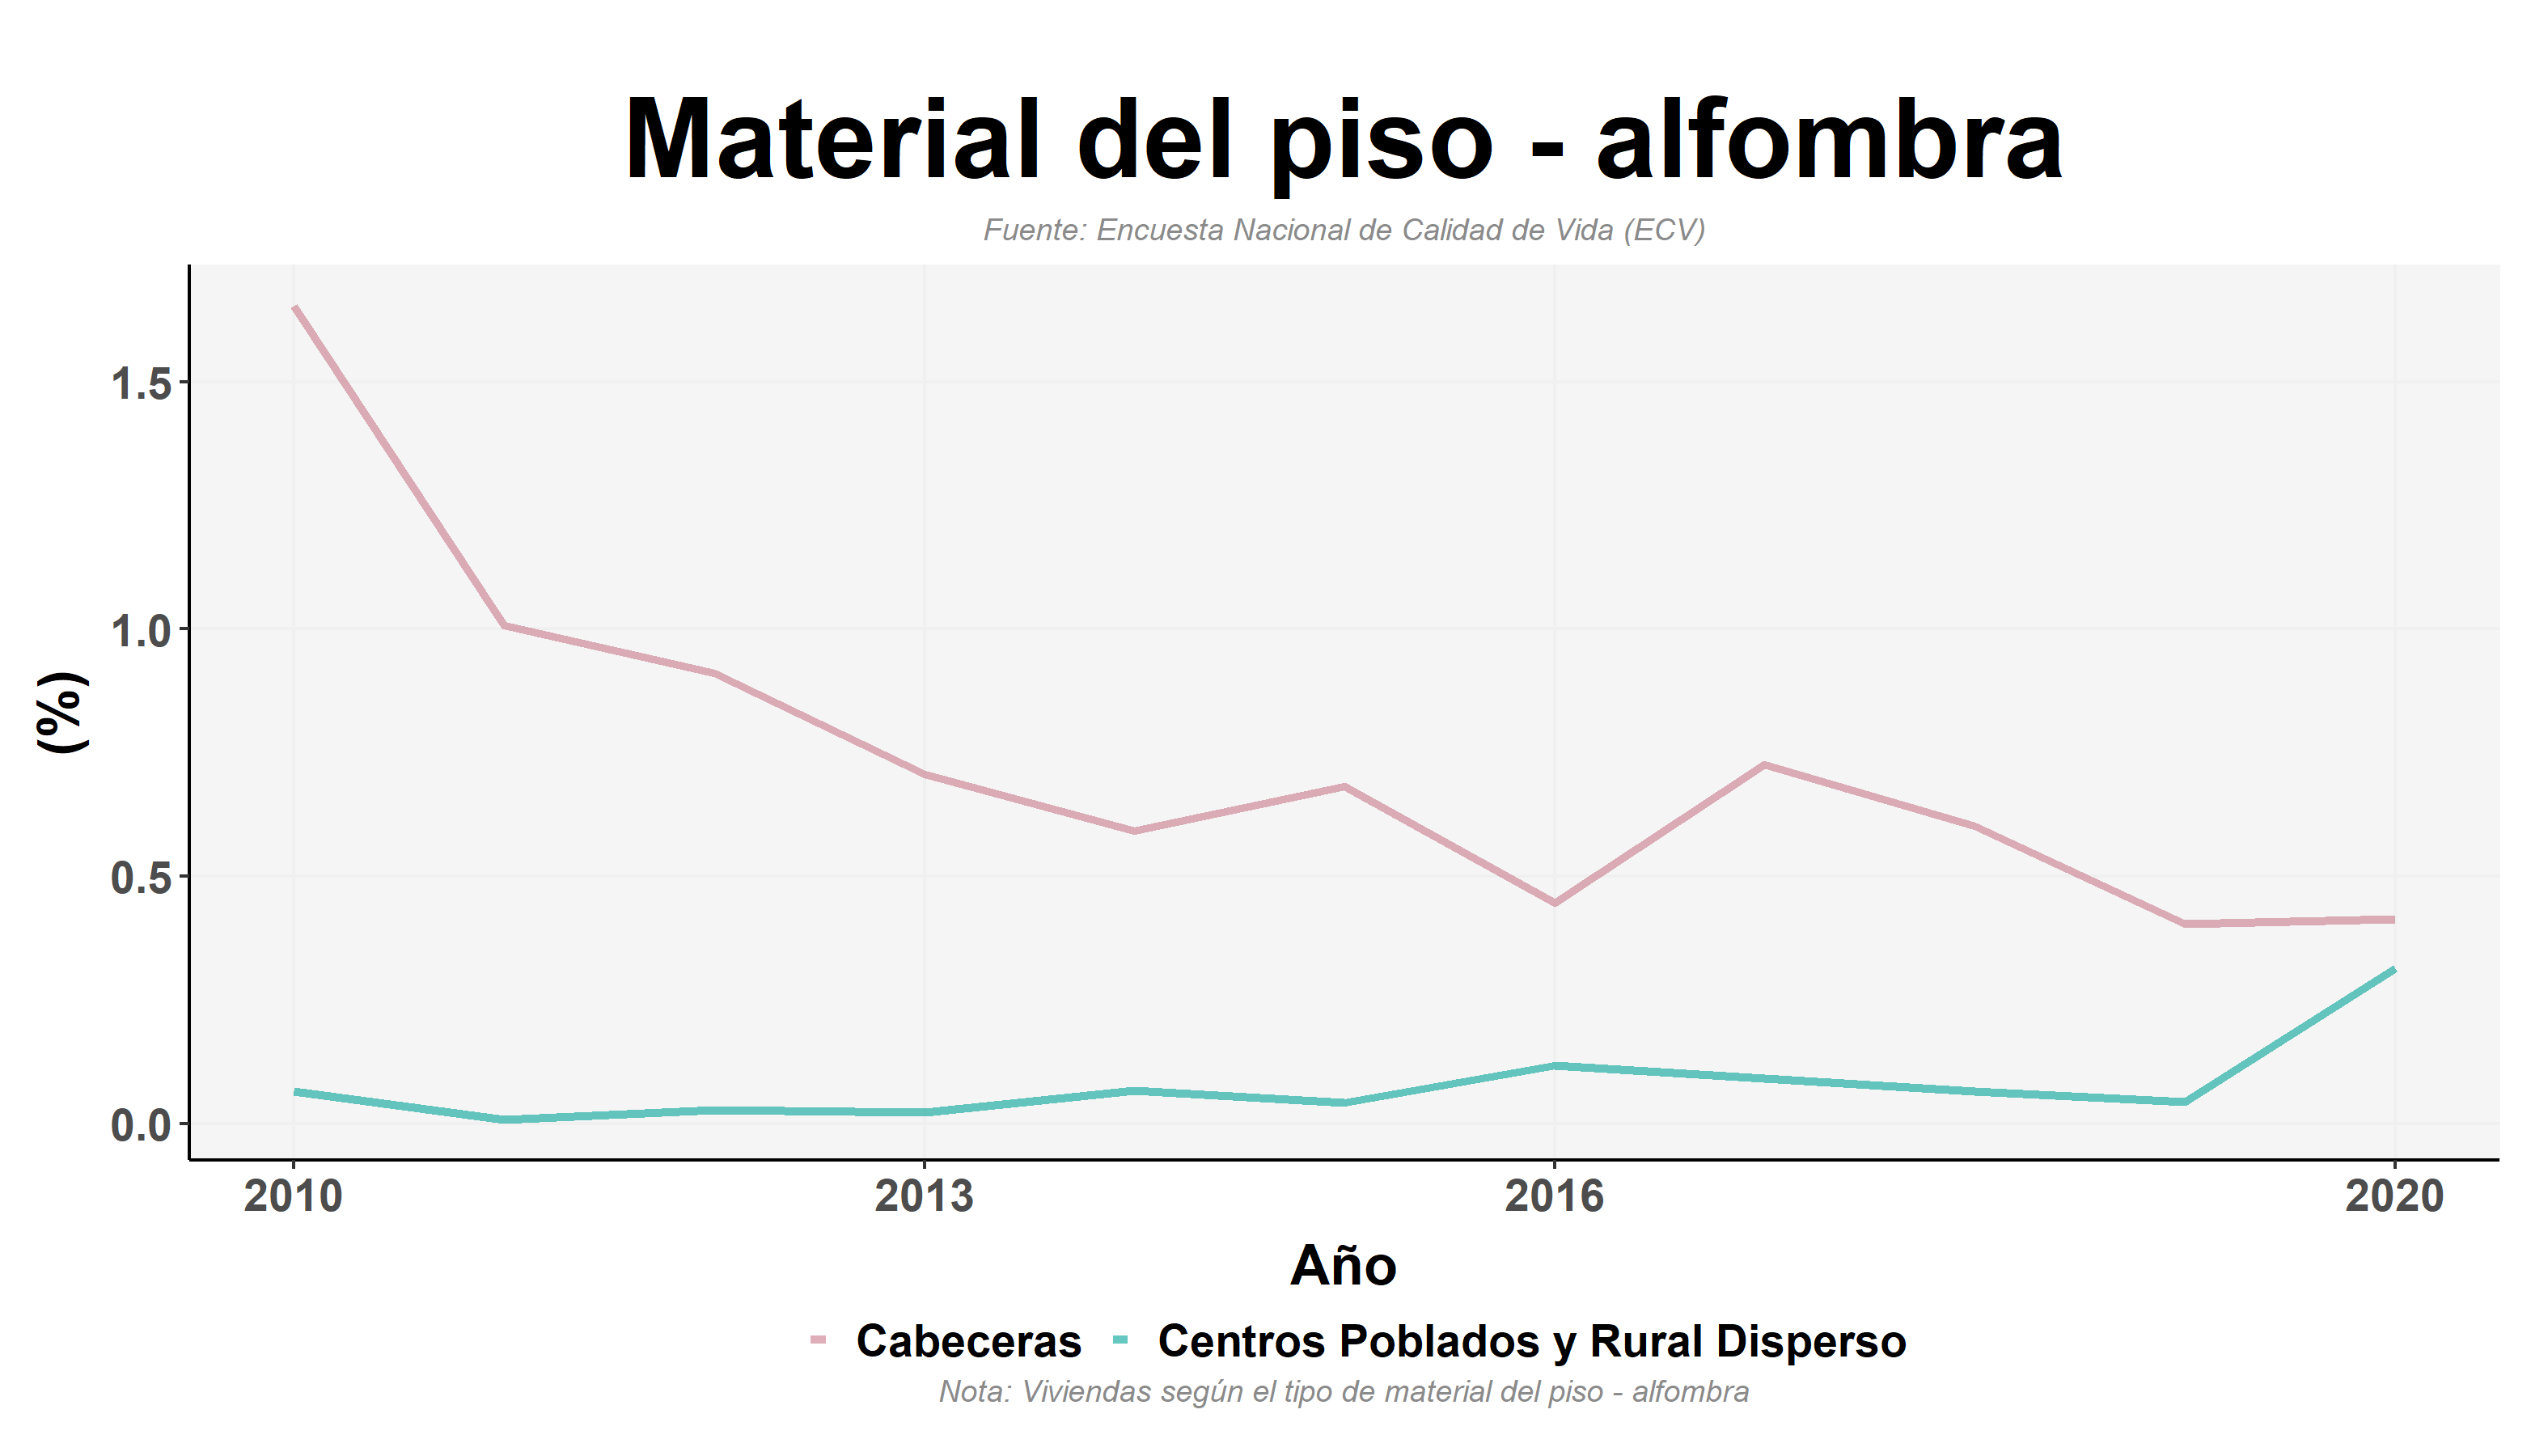 Material del piso - alfombra
Fuente: Encuesta Nacional de Calidad de Vida (ECV)
(%)
1.5
1.0
0.5
0.0
2010 2013 2016 2020
Año
Cabeceras Centros Poblados y Rural Disperso
Nota: Viviendas según el tipo de material del piso - alfombra